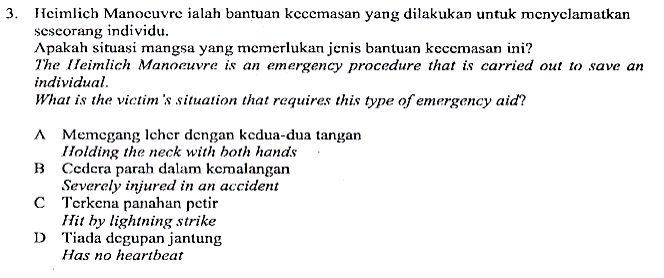 3. Heimlich Manoeuvre ialah bantuan kecemasan yang dilakukan untuk menyelamatkan
seseorang individu.
Apakah situasi mangsa yang memerlukan jenis bantuan kecemasan ini?
The Heimlich Manoeuvre is an emergency procedure that is carried out to save an
individual.
What is the victim's situation that requires this type of emergency aid?
A Memegang leher dengan kedua-dua tangan
Holding the neck with both hands
B Cedera parah dalam kemalangan
Severely injured in an accident
C Terkena panahan petir
Hit by lightning strike
D Tiada degupan jantung
Has no heartbeat